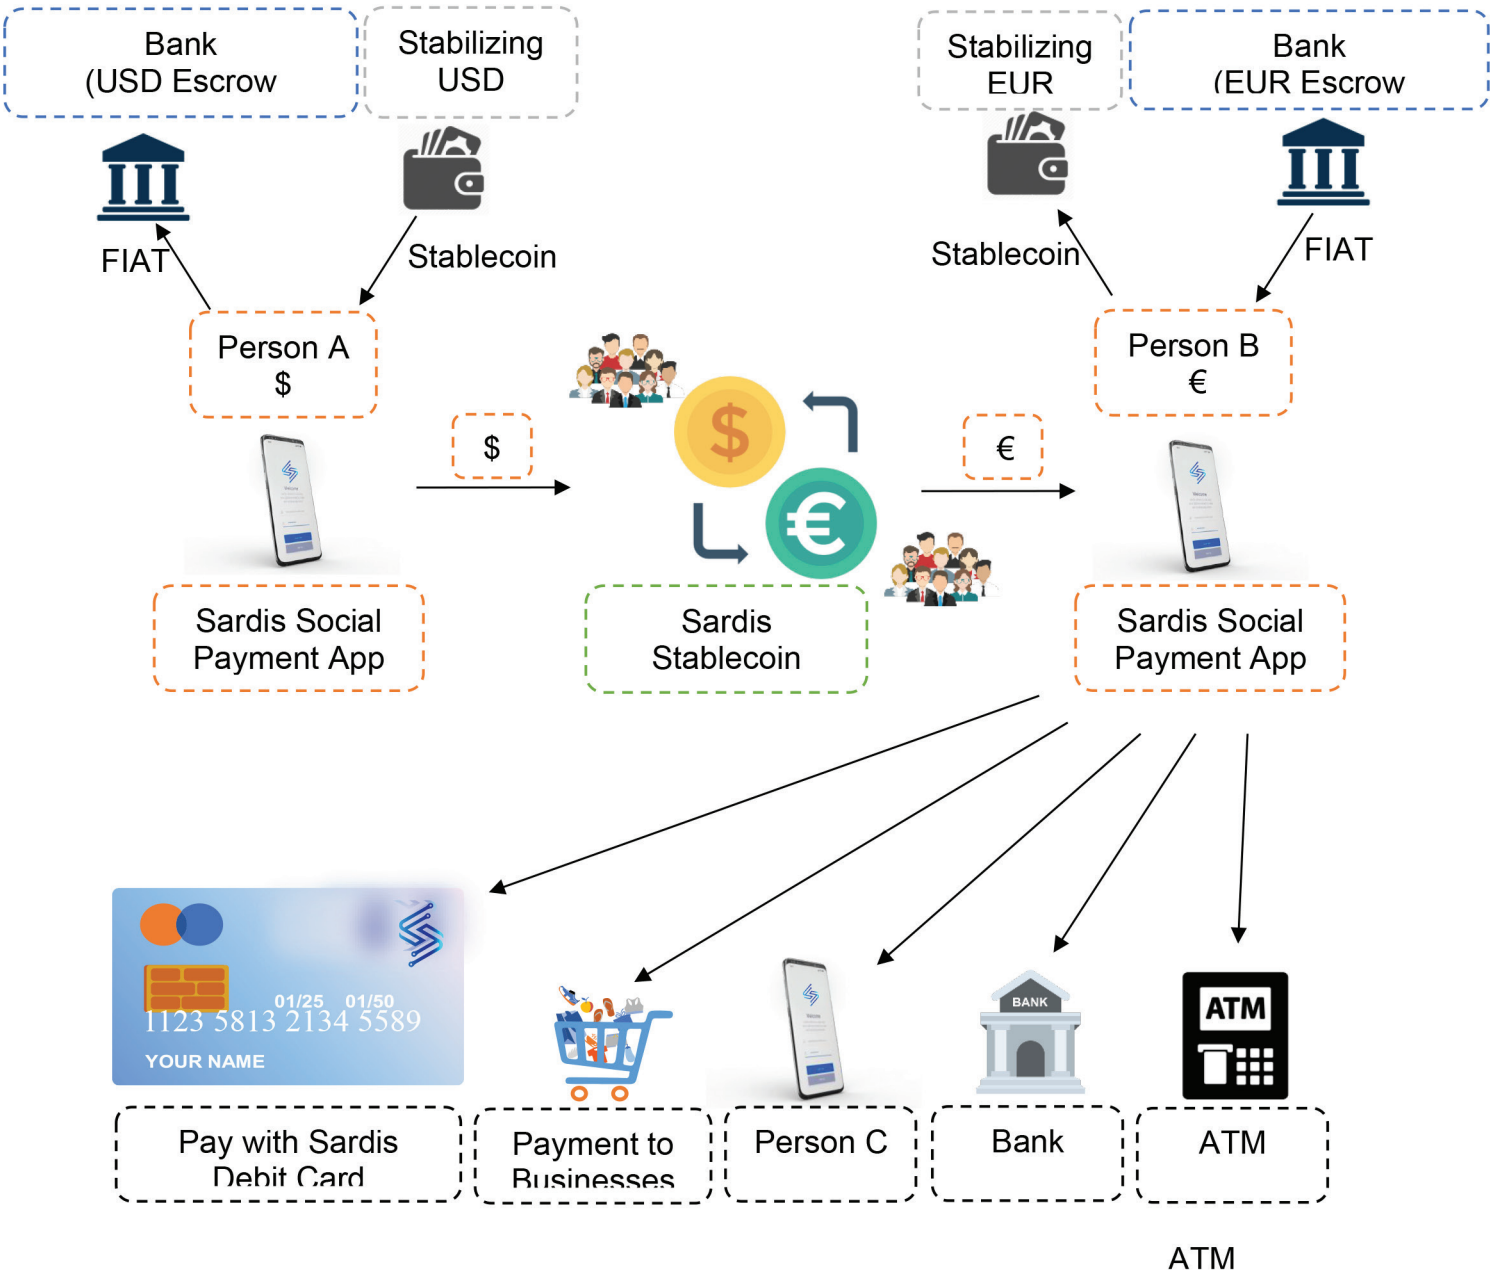 Bank
(USD Escrow
Stabilizing
USD
Stabilizing
EUR
Bank
(EUR Escrow
FIAT
Stablecoin
Stablecoin
FIAT
Person A
$
Person B
€
$
€
$
€
Sardis Social
Payment App
Sardis
Stablecoin
Sardis Social
Payment App
01/25 01/50
1123 5813 2134 5589
YOUR NAME
BANK
ATM
Pay with Sardis
Debit Card
Payment to
Businesses
Person C
Bank
ATM
ATM